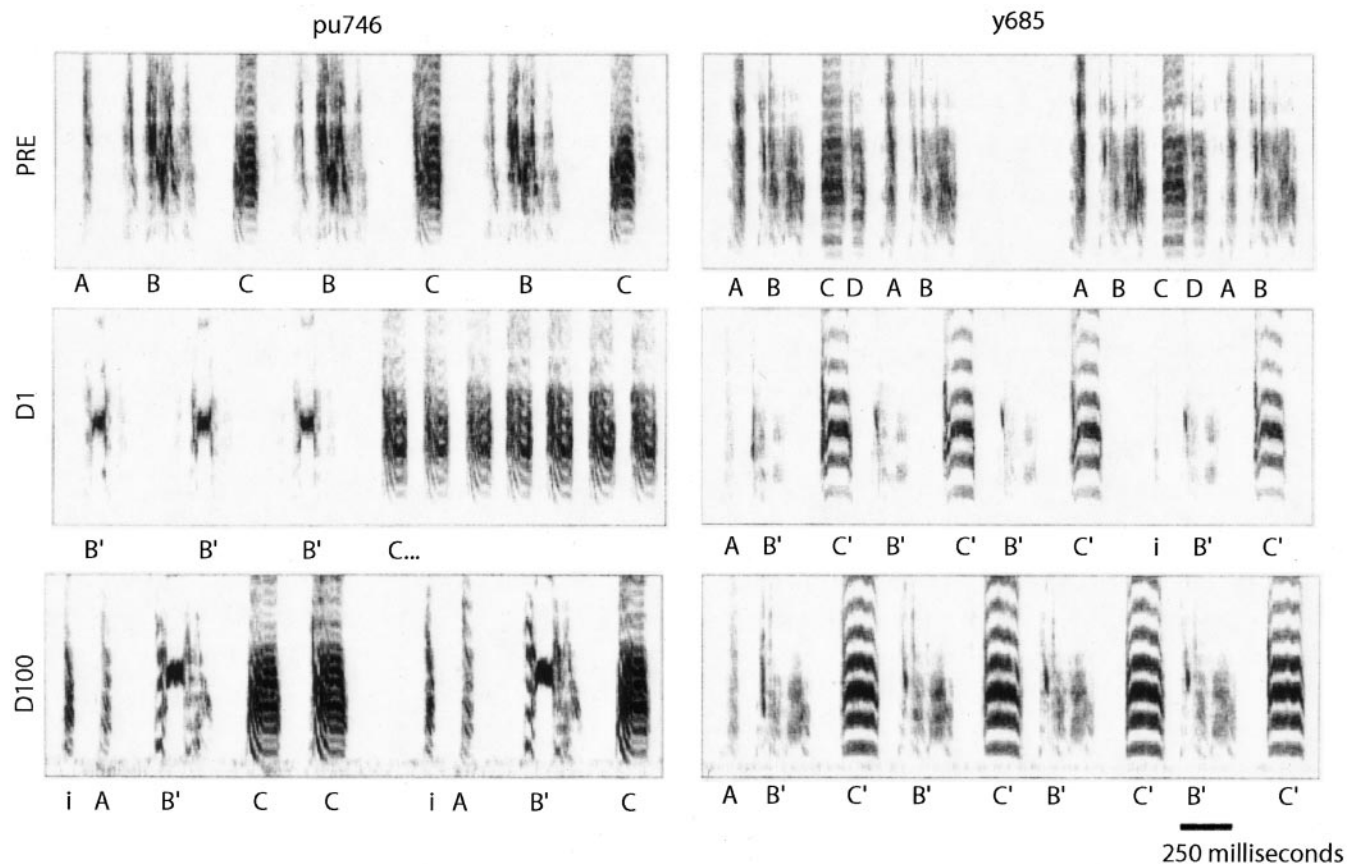 pu746 y685
PRE
A B C B C B C A B C D A B A B C D A B
D1
B' B' B' C... A B' C' B' C' B' C' i B' C'
D100
i A B' C C i A B' C A B' C' B' C' B' C' B' C'
250 milliseconds